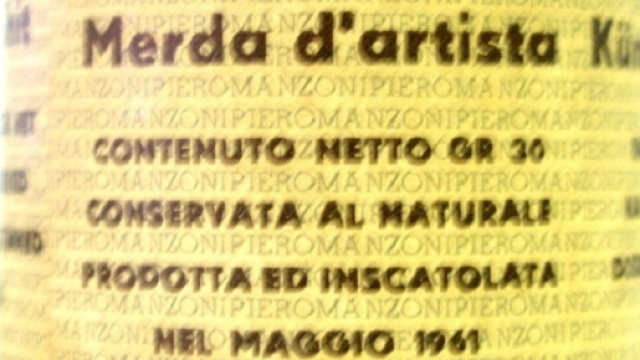 Merda d'artista
CONTENUTO NETTO GR 30
CONSERVATA AL NATURALE
PRODOTTA ED INSCATOLATA
NEL MAGGIO 1961